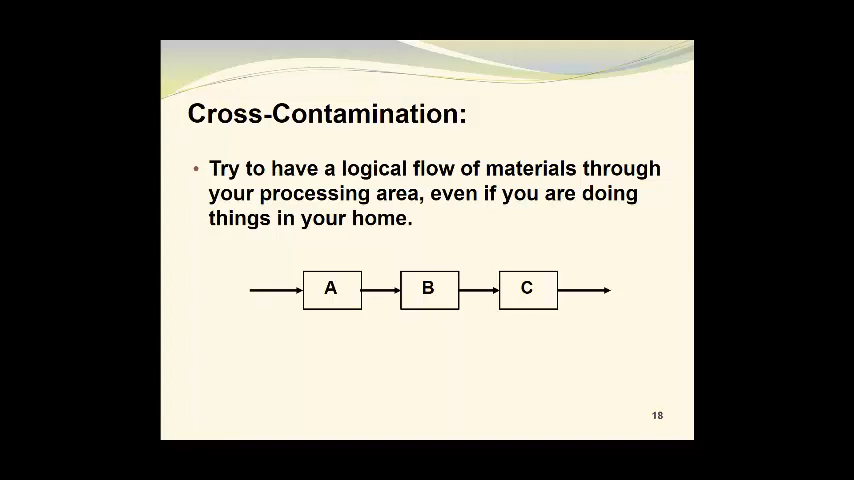 Cross-Contamination:
• Try to have a logical flow of materials through
your processing area, even if you are doing
things in your home.
A B C
18